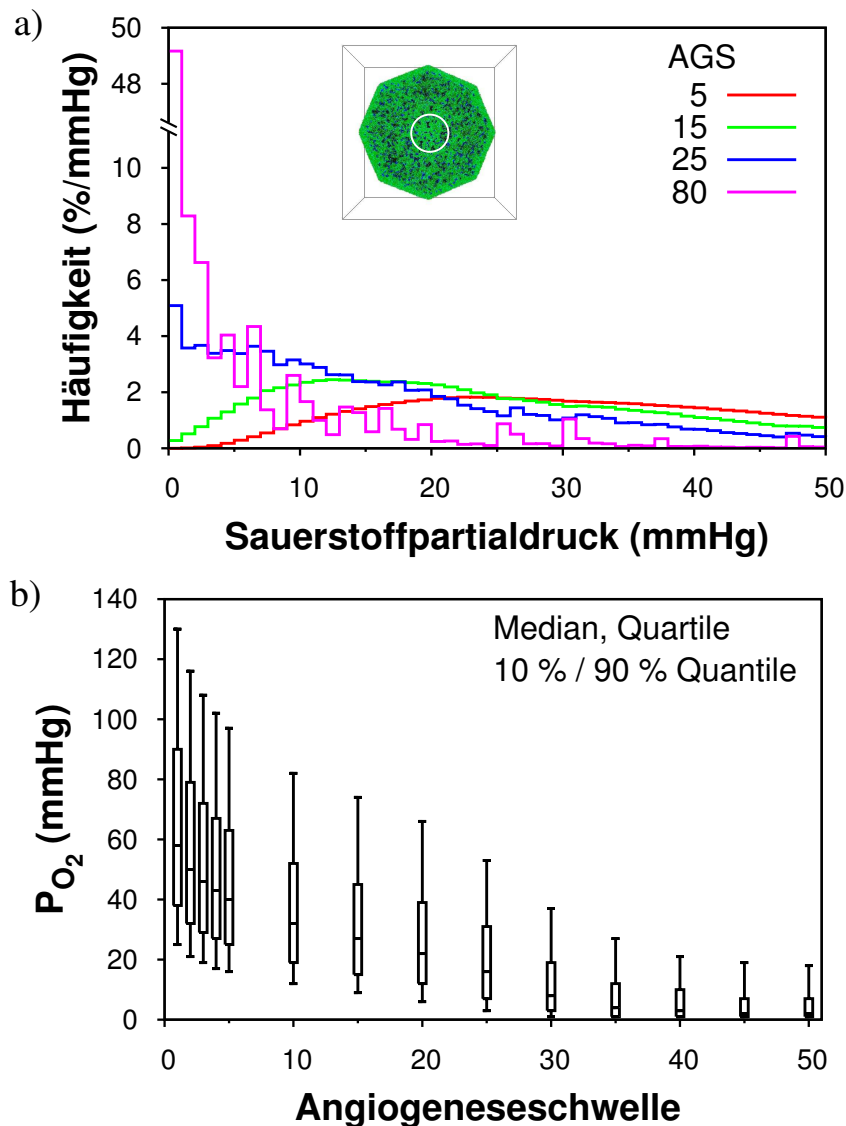 a)
50
48
10
8
6
4
2
0
Häufigkeit (%/mmHg)
AGS
5
15
25
80
0 10 20 30 40 50
Sauerstoffpartialdruck (mmHg)
b)
140
120
100
80
60
40
20
0
P_O₂ (mmHg)
Median, Quartile
10 % / 90 % Quantile
0 10 20 30 40 50
Angiogeneseschwelle